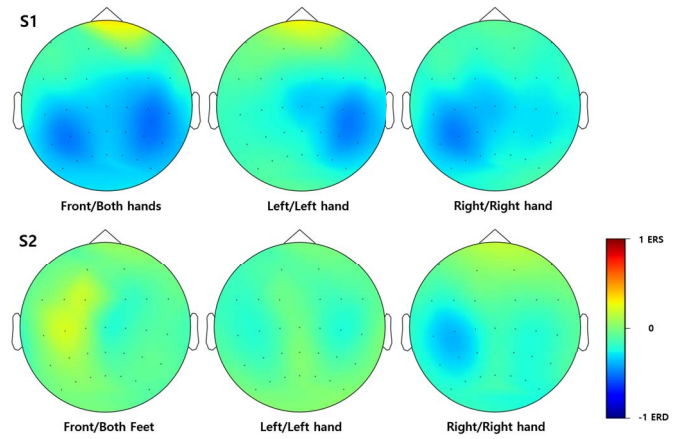 S1
Front/Both hands
Left/Left hand
Right/Right hand
S2
1 ERS
0
-1 ERD
Front/Both Feet
Left/Left hand
Right/Right hand